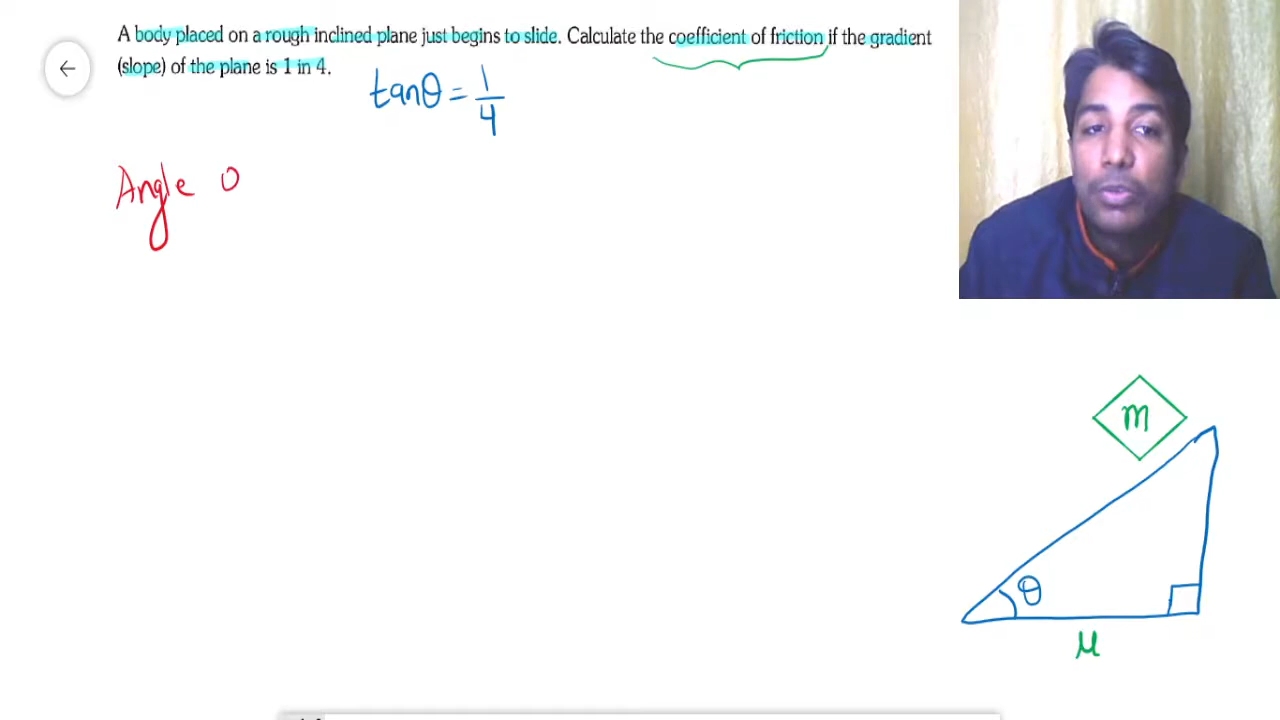 A body placed on a rough inclined plane just begins to slide. Calculate the coefficient of friction if the gradient
(slope) of the plane is 1 in 4.
tanθ = 1/4
Angle o
m
θ
μ